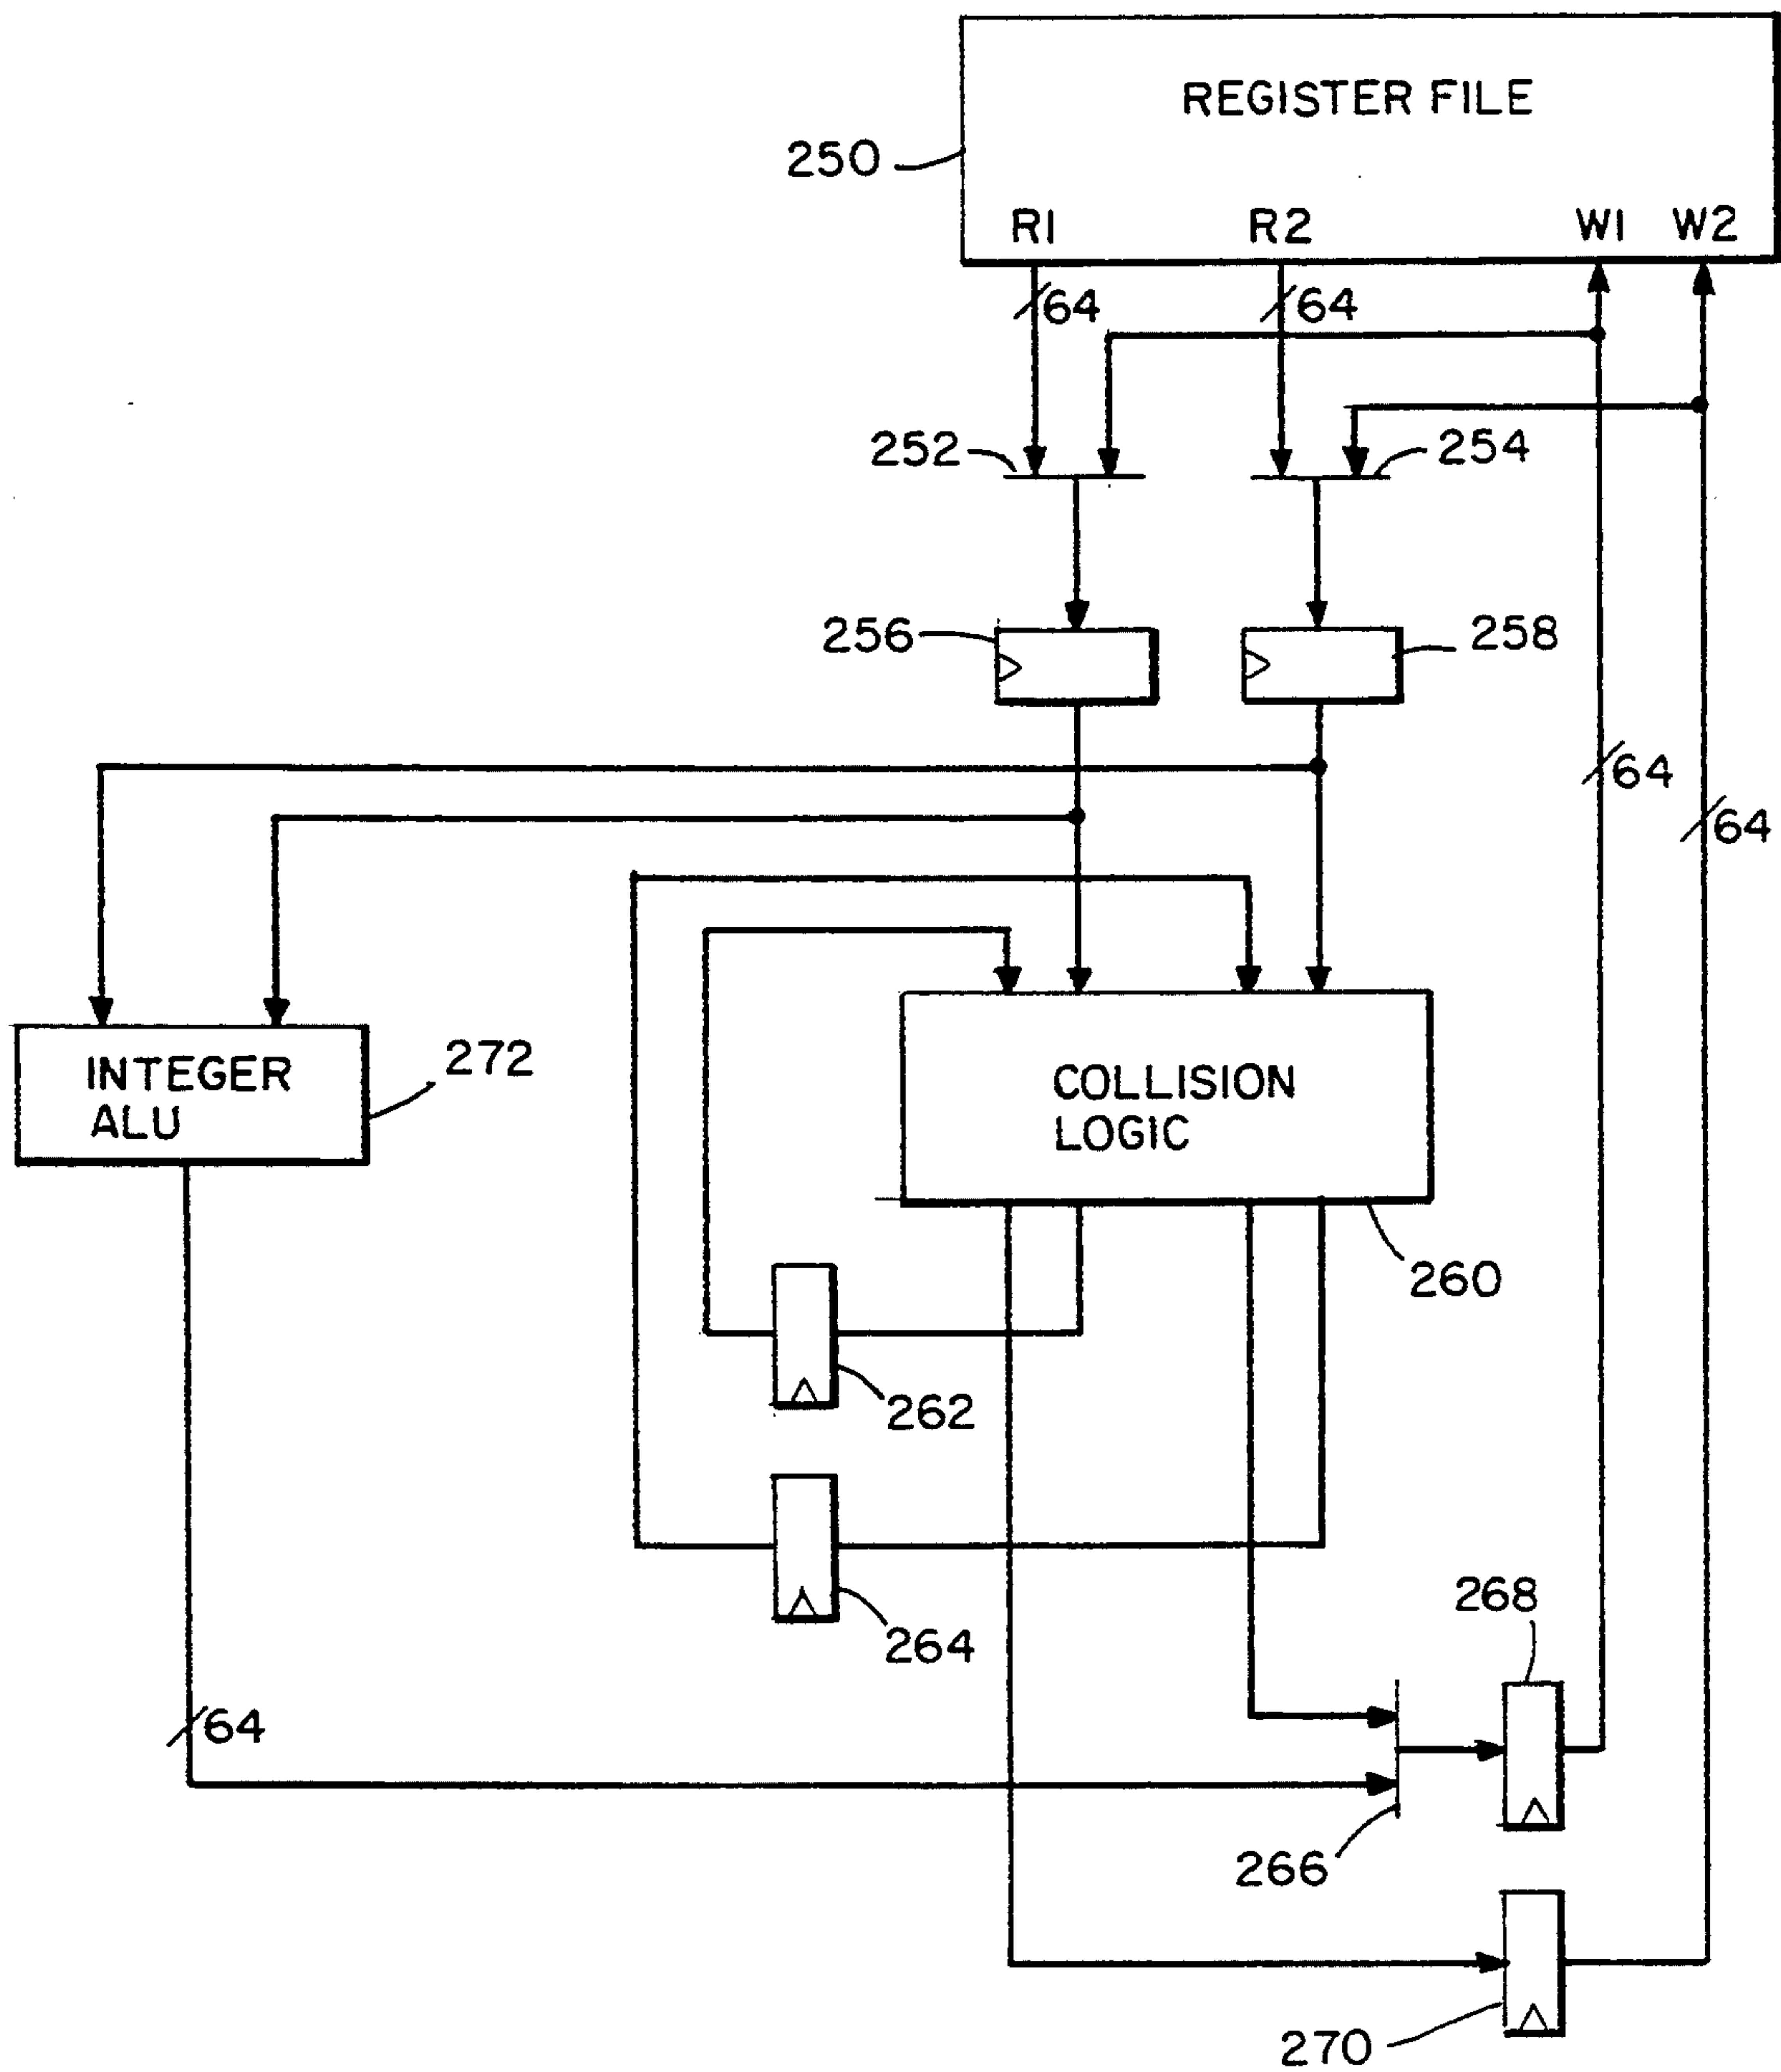 REGISTER FILE
250
R1 R2 W1 W2
64 64
252 254
256 258
64
64
INTEGER
ALU
272
COLLISION
LOGIC
260
262
268
264
64
266
270